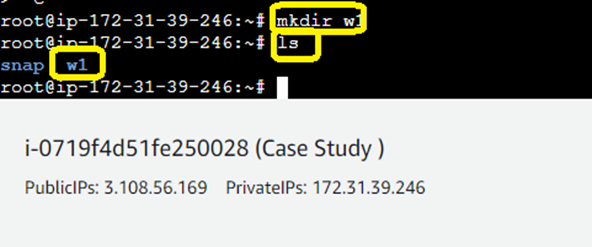 root@ip-172-31-39-246:~# mkdir w1
root@ip-172-31-39-246:~# ls
snap w1
root@ip-172-31-39-246:~#
i-0719f4d51fe250028 (Case Study )
PublicIPs: 3.108.56.169 PrivateIPs: 172.31.39.246